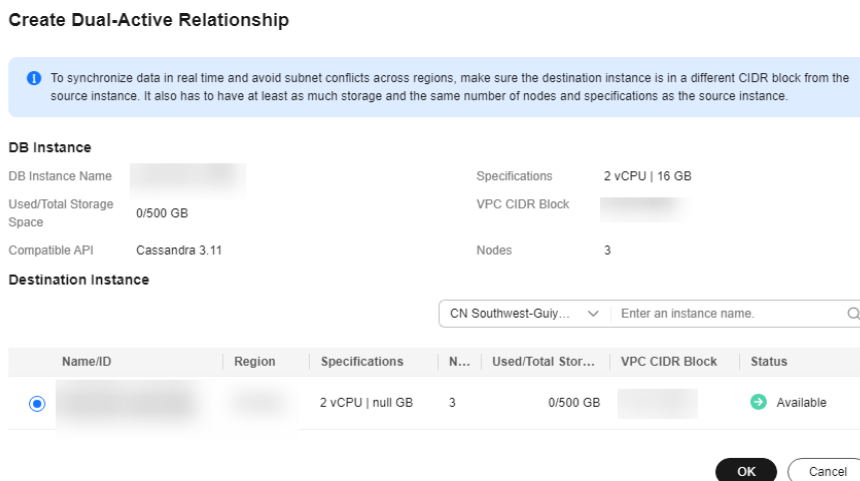 Create Dual-Active Relationship
To synchronize data in real time and avoid subnet conflicts across regions, make sure the destination instance is in a different CIDR block from the
source instance. It also has to have at least as much storage and the same number of nodes and specifications as the source instance.
DB Instance
DB Instance Name
Specifications 2 vCPU | 16 GB
Used/Total Storage Space 0/500 GB
VPC CIDR Block
Compatible API Cassandra 3.11
Nodes 3
Destination Instance
CN Southwest-Guiy... Enter an instance name.
Name/ID Region Specifications N... Used/Total Stor... VPC CIDR Block Status
2 vCPU | null GB 3 0/500 GB Available
OK Cancel